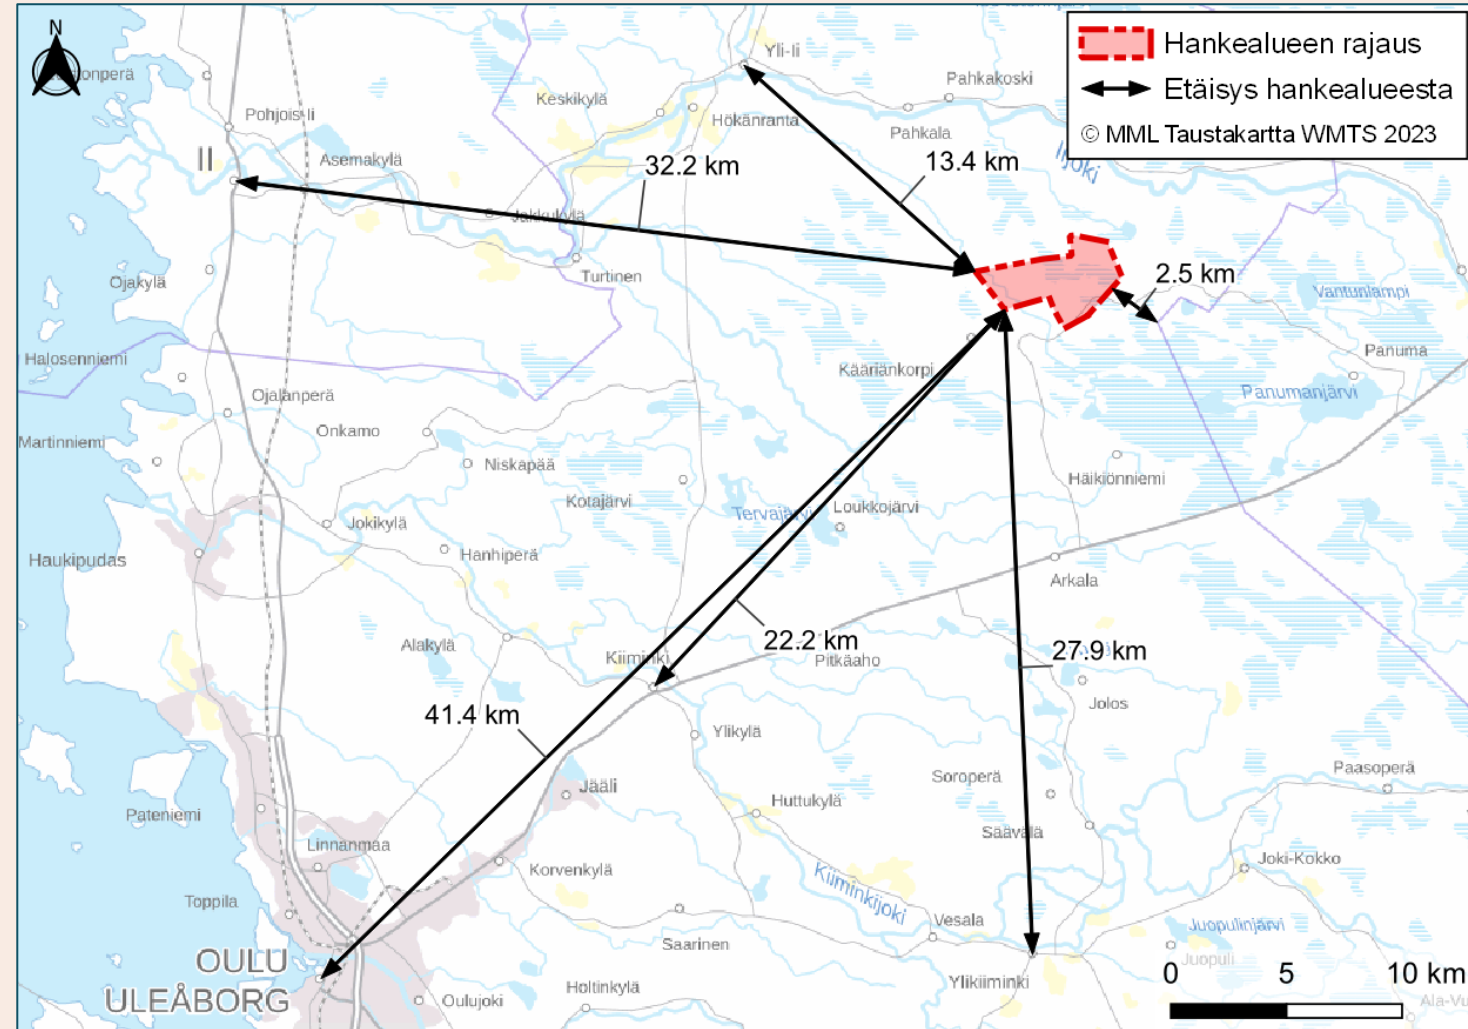 N
Yli-Ii
Pahkakoski
Hankealueen rajaus
Etäisys hankealueesta
© MML Taustakartta WMTS 2023
Keskikylä
Hökänranta
Pahkala
Pohjois-Ii
II
Asemakylä
32.2 km
13.4 km
Iijoki
Jakkukylä
Turtinen
Ojakylä
2.5 km
Vantunlampi
Panuma
Halosenniemi
Kääriänkorpi
Panumanjärvi
Ojalanperä
Onkamo
Martinniemi
Niskapää
Häikiönniemi
Kotajärvi
Tervajärvi
Loukkojärvi
Jokikylä
Hanhiperä
Haukipudas
Arkala
Alakylä
Kiiminki
22.2 km
Pitkäaho
27.9 km
41.4 km
Jolos
Ylikylä
Soroperä
Paasoperä
Jääli
Huttukylä
Pateniemi
Säävälä
Linnanmaa
Korvenkylä
Joki-Kokko
Kiiminkijoki
Toppila
Vesala
Juopulinjärvi
Saarinen
Juopuli
OULU
ULEÅBORG
Oulujoki
Holtinkylä
Ylikiiminki
0 5 10 km